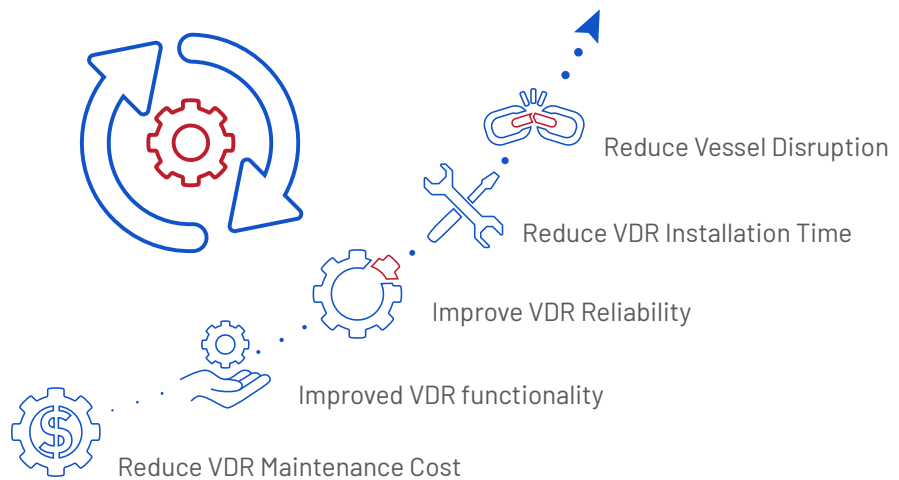 Reduce Vessel Disruption
Reduce VDR Installation Time
Improve VDR Reliability
Improved VDR functionality
$
Reduce VDR Maintenance Cost